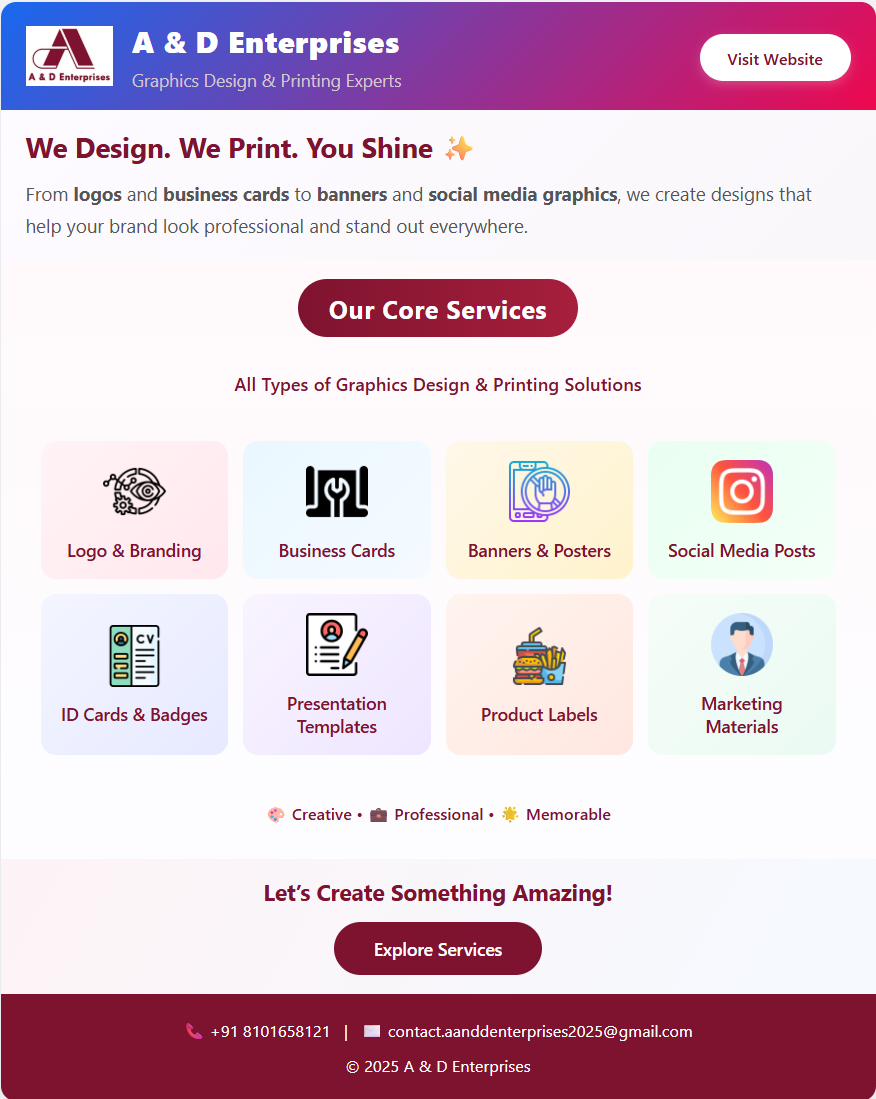 A & D Enterprises
A & D Enterprises
Graphics Design & Printing Experts
Visit Website
We Design. We Print. You Shine ✨
From logos and business cards to banners and social media graphics, we create designs that
help your brand look professional and stand out everywhere.
Our Core Services
All Types of Graphics Design & Printing Solutions
Logo & Branding
Business Cards
Banners & Posters
Social Media Posts
CV
ID Cards & Badges
Presentation
Templates
Product Labels
Marketing
Materials
🎨 Creative • 💼 Professional • 🌟 Memorable
Let’s Create Something Amazing!
Explore Services
📞 +91 8101658121 | ✉️ contact.aanddenterprises2025@gmail.com
© 2025 A & D Enterprises